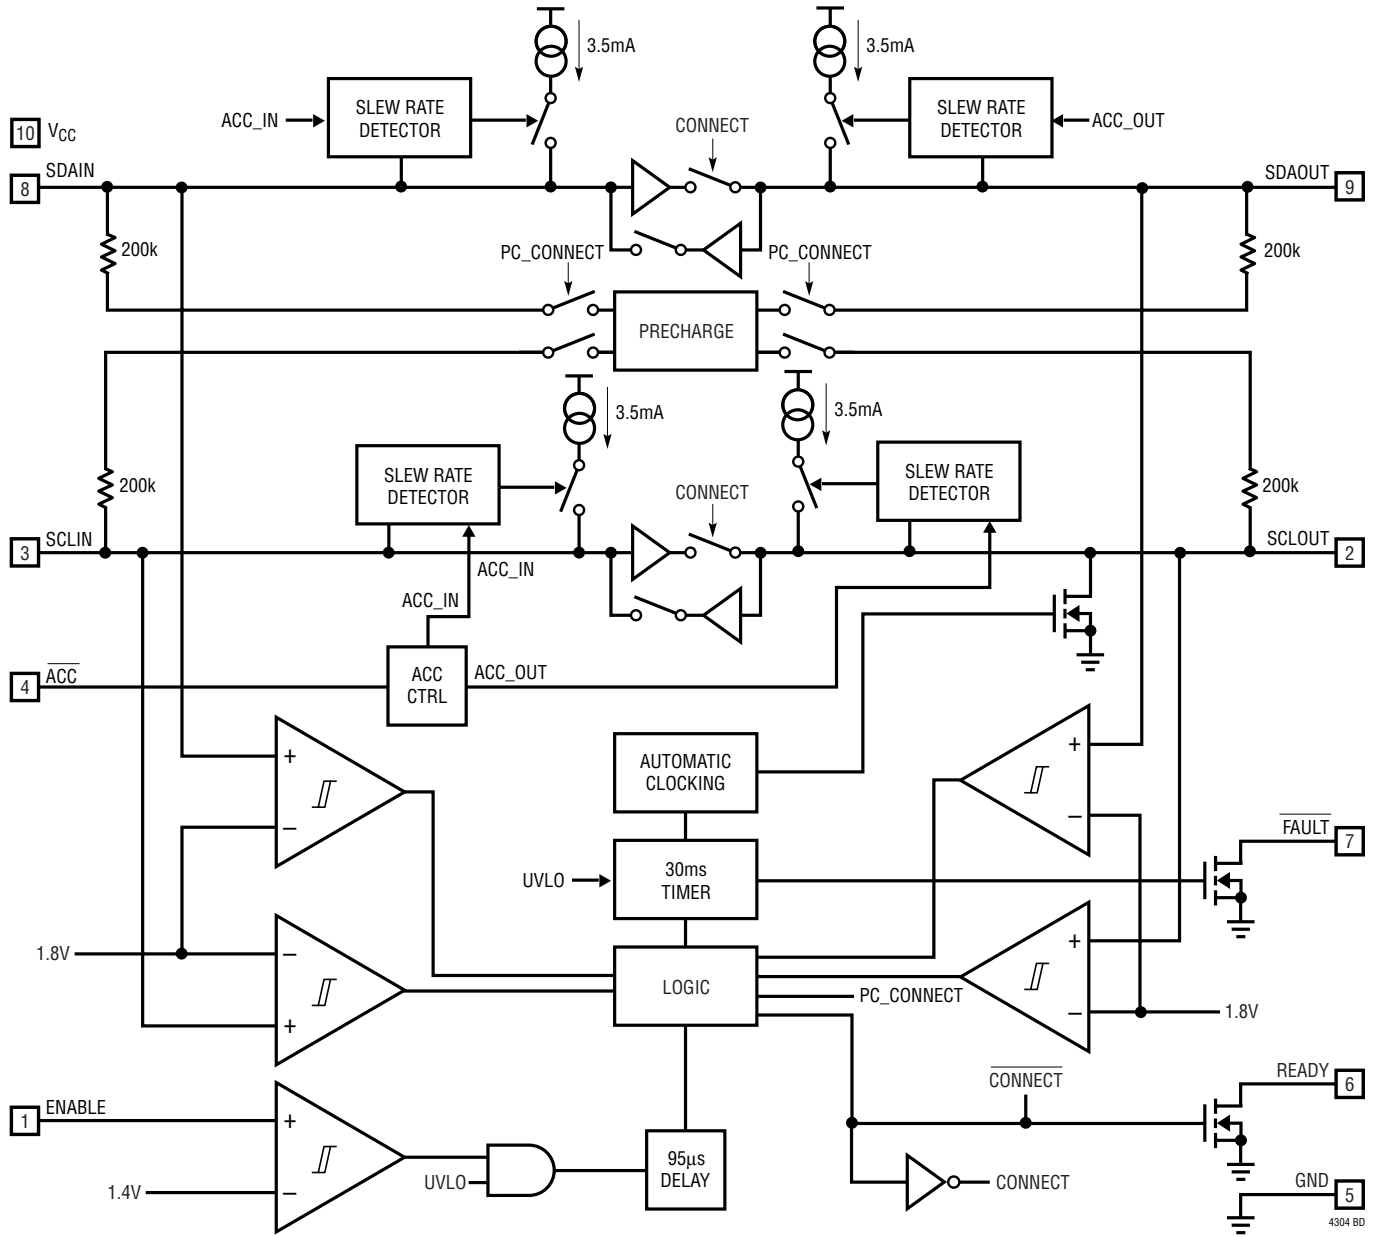 3.5mA
3.5mA
SLEW RATE
DETECTOR
SLEW RATE
DETECTOR
ACC_IN
ACC_OUT
10 VCC
CONNECT
8 SDAIN
SDAOUT 9
200k
200k
PC_CONNECT
PC_CONNECT
PRECHARGE
3.5mA
3.5mA
SLEW RATE
DETECTOR
SLEW RATE
DETECTOR
200k
200k
CONNECT
3 SCLIN
SCLOUT 2
ACC_IN
ACC_IN
4 ACC
ACC
CTRL
ACC_OUT
+
−
AUTOMATIC
CLOCKING
+
−
FAULT 7
UVLO
30ms
TIMER
1.8V
−
+
LOGIC
PC_CONNECT
+
−
1.8V
CONNECT
READY 6
1 ENABLE
+
−
1.4V
UVLO
95µs
DELAY
CONNECT
GND 5
4304 BD